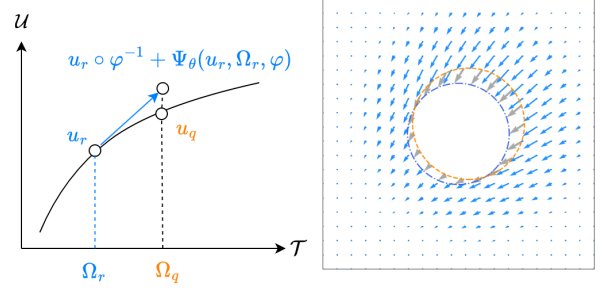 𝒰
u_r ∘ φ^{-1} + Ψ_θ(u_r, Ω_r, φ)
u_r
u_q
𝒯
Ω_r Ω_q